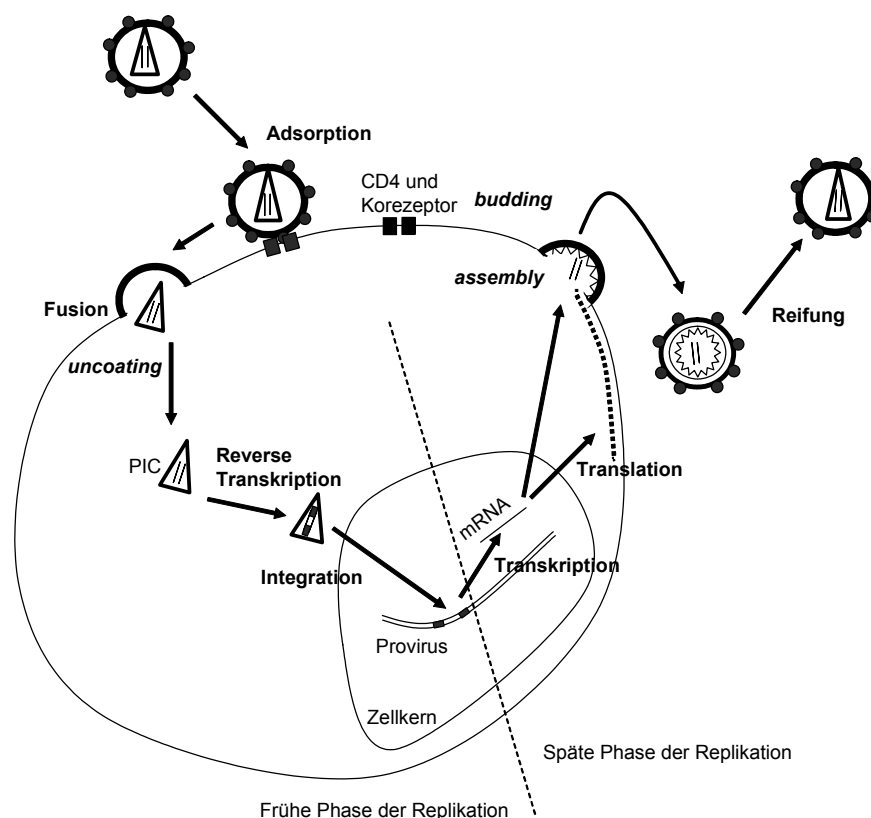 Adsorption
CD4 und
Korezeptor
budding
assembly
Fusion
Reifung
uncoating
PIC
Reverse
Transkription
Translation
mRNA
Integration
Transkription
Provirus
Zellkern
Späte Phase der Replikation
Frühe Phase der Replikation